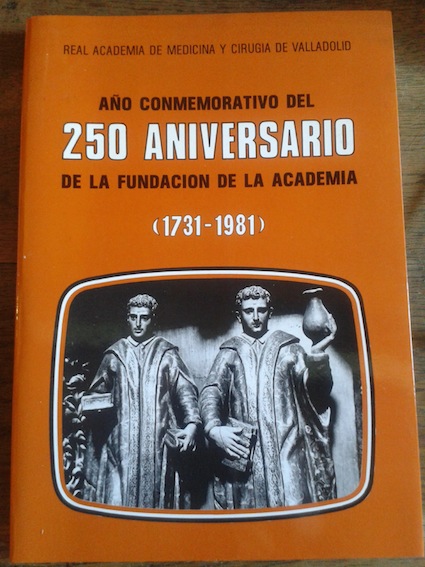 REAL ACADEMIA DE MEDICINA Y CIRUGIA DE VALLADOLID
AÑO CONMEMORATIVO DEL
250 ANIVERSARIO
DE LA FUNDACION DE LA ACADEMIA
(1731-1981)